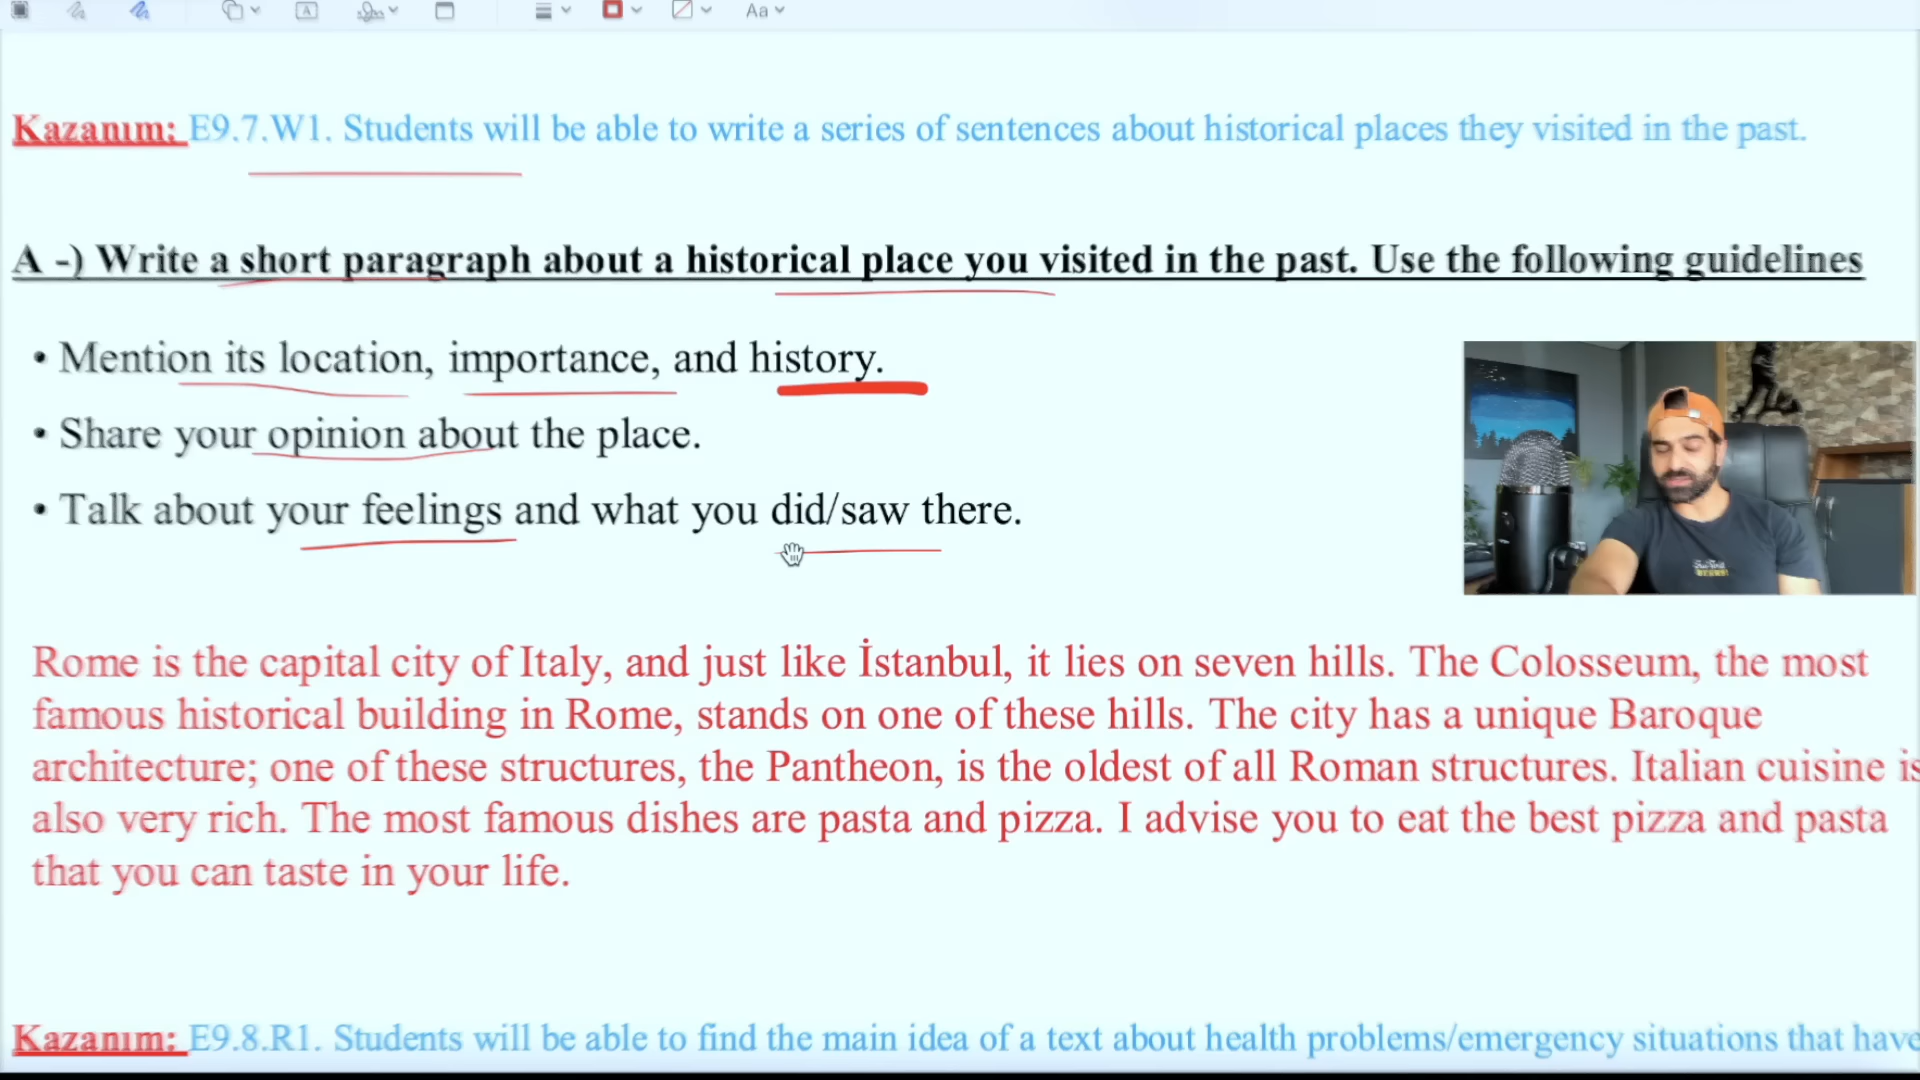 Aa
Kazanım: E9.7.W1. Students will be able to write a series of sentences about historical places they visited in the past.
A -) Write a short paragraph about a historical place you visited in the past. Use the following guidelines
• Mention its location, importance, and history.
• Share your opinion about the place.
• Talk about your feelings and what you did/saw there.
Rome is the capital city of Italy, and just like İstanbul, it lies on seven hills. The Colosseum, the most
famous historical building in Rome, stands on one of these hills. The city has a unique Baroque
architecture; one of these structures, the Pantheon, is the oldest of all Roman structures. Italian cuisine is
also very rich. The most famous dishes are pasta and pizza. I advise you to eat the best pizza and pasta
that you can taste in your life.
Kazanım: E9.8.R1. Students will be able to find the main idea of a text about health problems/emergency situations that have